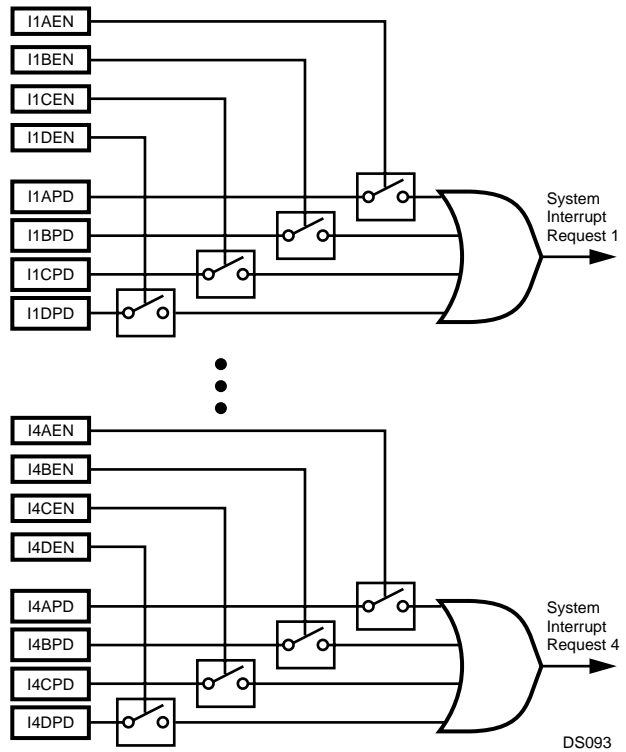 I1AEN
I1BEN
I1CEN
I1DEN
I1APD
I1BPD
I1CPD
I1DPD
System
Interrupt
Request 1
I4AEN
I4BEN
I4CEN
I4DEN
I4APD
I4BPD
I4CPD
I4DPD
System
Interrupt
Request 4
DS093